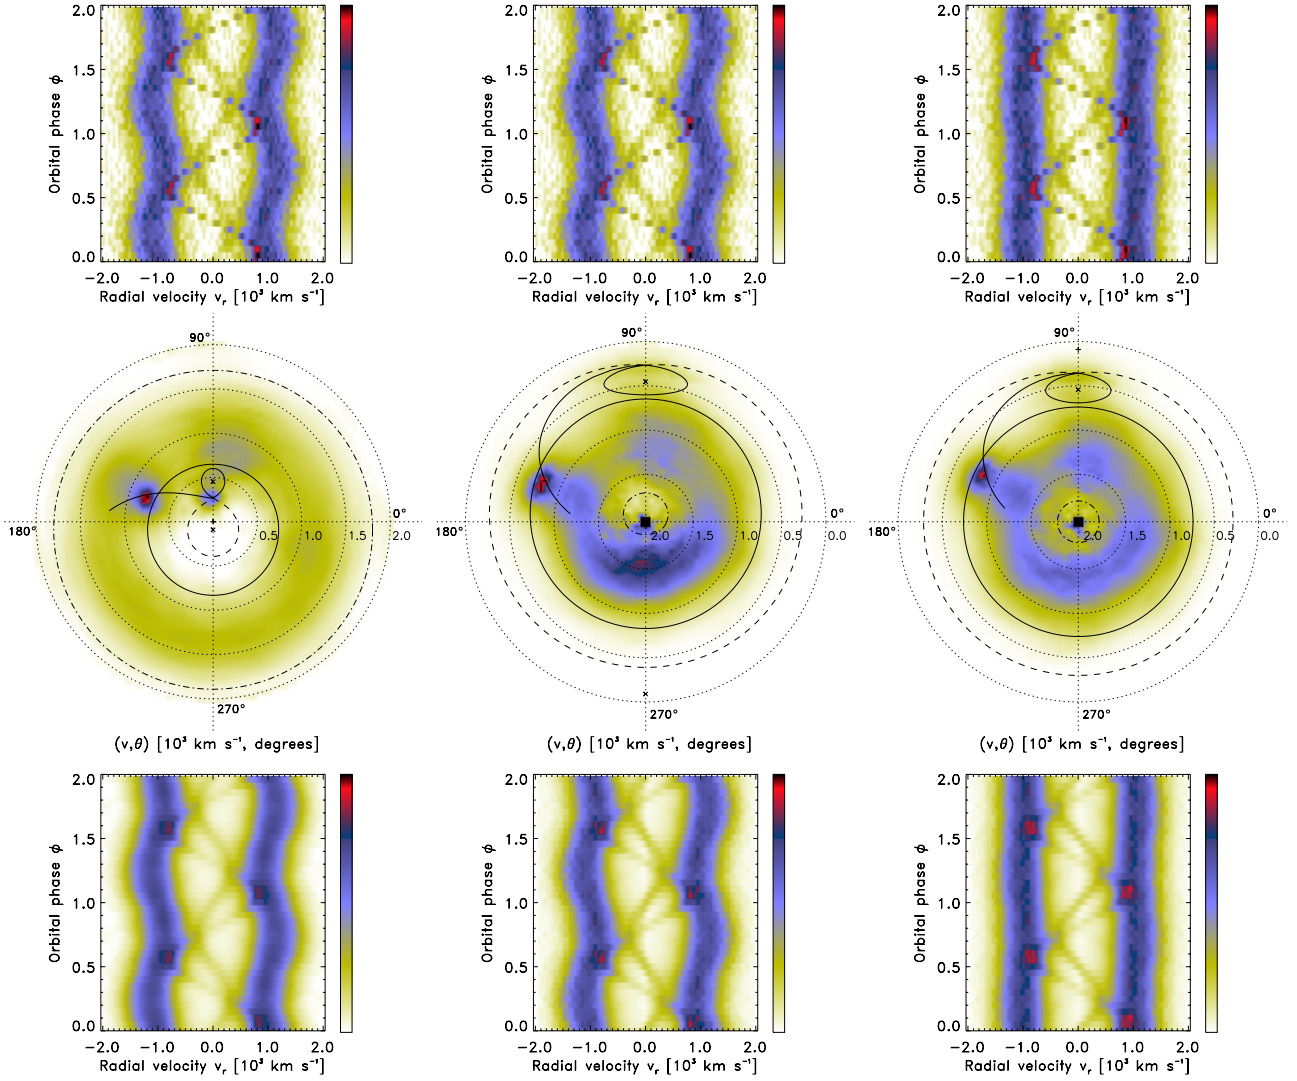 2.0 2.0 2.0
1.5 1.5 1.5
1.0 1.0 1.0
0.5 0.5 0.5
0.0 0.0 0.0
Orbital phase ϕ Orbital phase ϕ Orbital phase ϕ
−2.0 −1.0 0.0 1.0 2.0 −2.0 −1.0 0.0 1.0 2.0 −2.0 −1.0 0.0 1.0 2.0
Radial velocity vᵣ [10³ km s⁻¹] Radial velocity vᵣ [10³ km s⁻¹] Radial velocity vᵣ [10³ km s⁻¹]
90° 90° 90°
0° 0° 0°
180° 0.5 1.0 1.5 2.0 180° 2.0 1.5 1.0 0.5 0.0 180° 2.0 1.5 1.0 0.5 0.0
270° 270° 270°
(v,θ) [10³ km s⁻¹, degrees] (v,θ) [10³ km s⁻¹, degrees] (v,θ) [10³ km s⁻¹, degrees]
2.0 2.0 2.0
1.5 1.5 1.5
1.0 1.0 1.0
0.5 0.5 0.5
0.0 0.0 0.0
Orbital phase ϕ Orbital phase ϕ Orbital phase ϕ
−2.0 −1.0 0.0 1.0 2.0 −2.0 −1.0 0.0 1.0 2.0 −2.0 −1.0 0.0 1.0 2.0
Radial velocity vᵣ [10³ km s⁻¹] Radial velocity vᵣ [10³ km s⁻¹] Radial velocity vᵣ [10³ km s⁻¹]